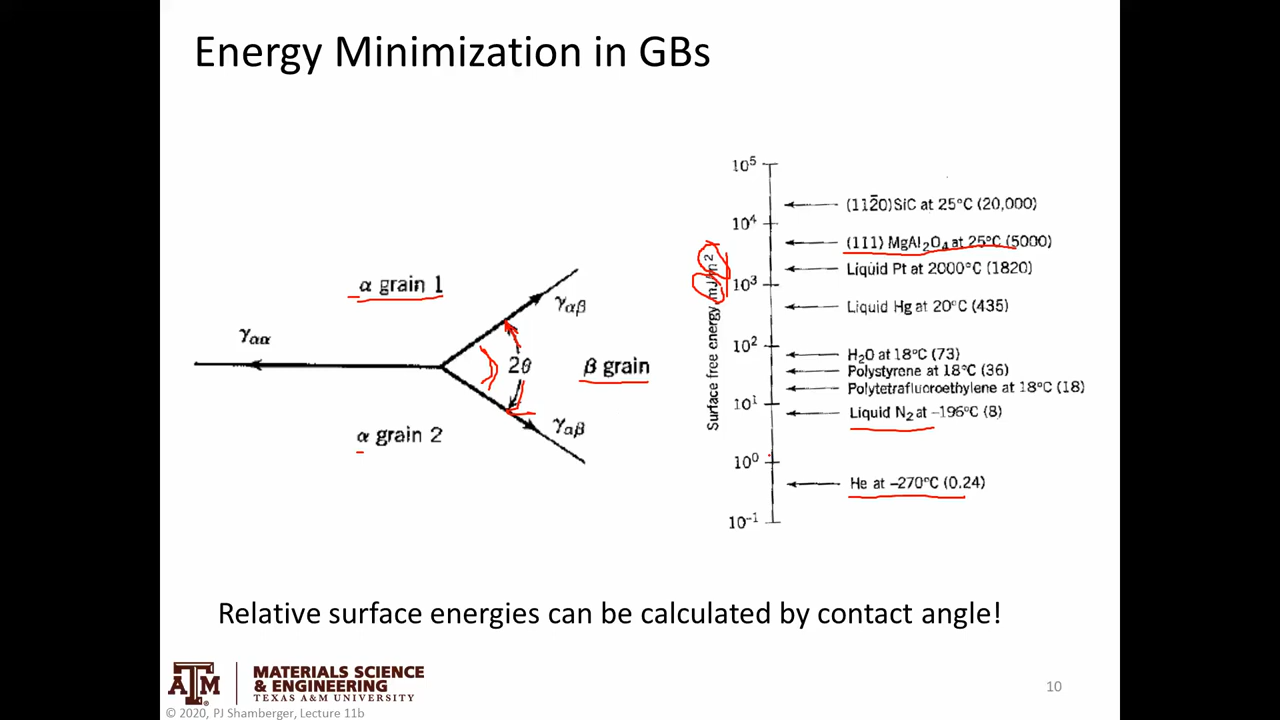 Energy Minimization in GBs
α grain 1
γαα
γαβ
2θ
β grain
α grain 2
γαβ
Surface free energy mJ/m²
10⁵
(112̄0)SiC at 25°C (20,000)
10⁴
(111) MgAl₂O₄ at 25°C (5000)
Liquid Pt at 2000°C (1820)
10³
Liquid Hg at 20°C (435)
10²
H₂O at 18°C (73)
Polystyrene at 18°C (36)
Polytetrafluoroethylene at 18°C (18)
10¹
Liquid N₂ at −196°C (8)
10⁰
He at −270°C (0.24)
10⁻¹
Relative surface energies can be calculated by contact angle!
ATM
MATERIALS SCIENCE
& ENGINEERING
TEXAS A&M UNIVERSITY
© 2020, PJ Shamberger, Lecture 11b
10